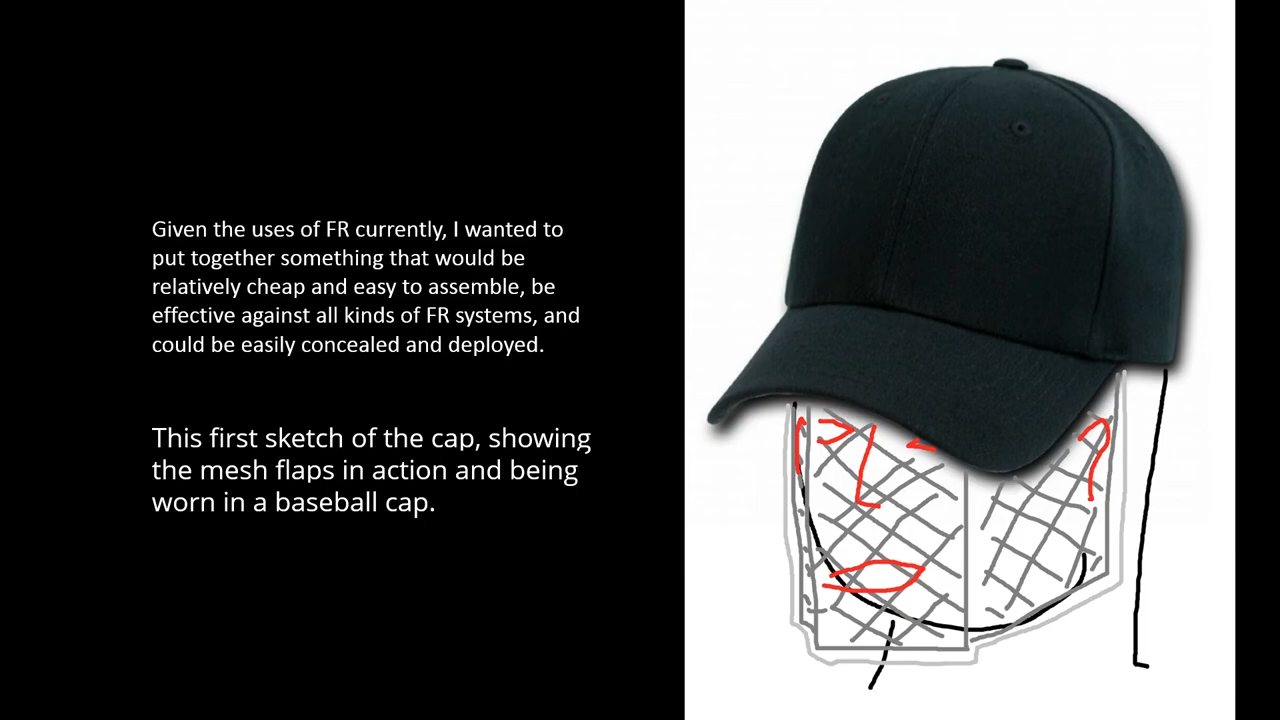 Given the uses of FR currently, I wanted to
put together something that would be
relatively cheap and easy to assemble, be
effective against all kinds of FR systems, and
could be easily concealed and deployed.
This first sketch of the cap, showing
the mesh flaps in action and being
worn in a baseball cap.